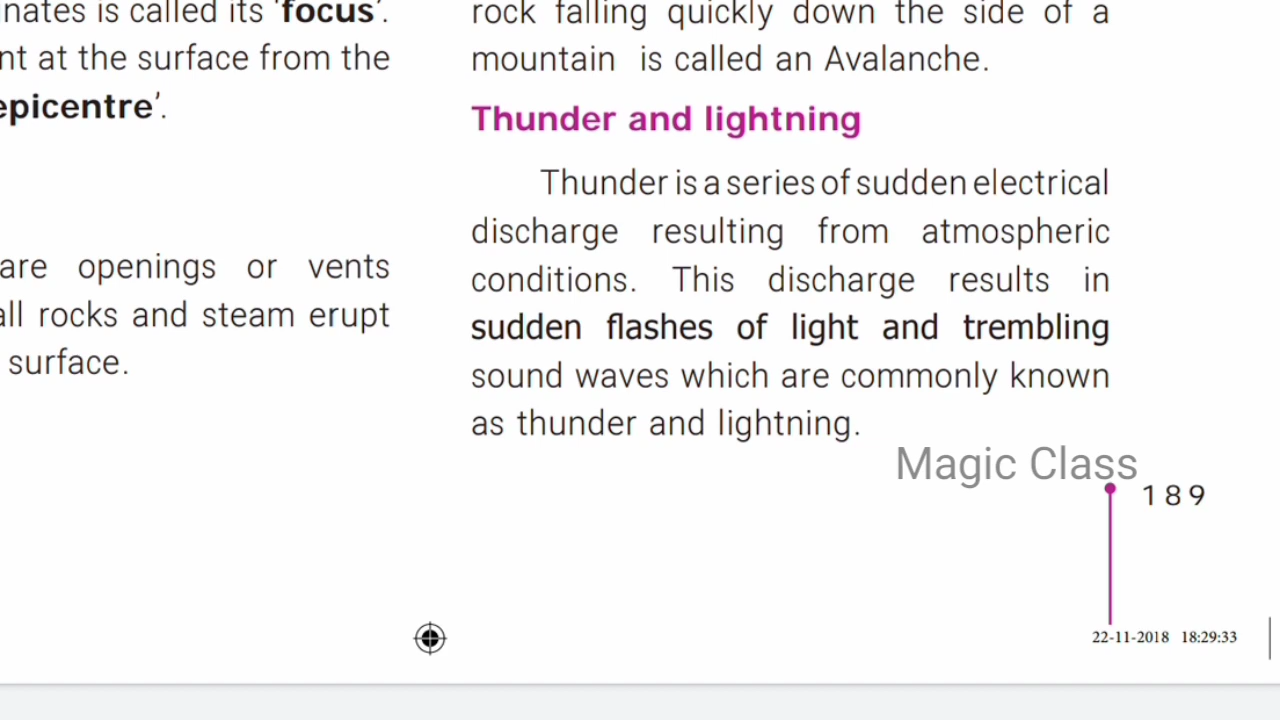 nates is called its 'focus'.
nt at the surface from the
epicentre'.
are openings or vents
all rocks and steam erupt
surface.
rock falling quickly down the side of a
mountain is called an Avalanche.
Thunder and lightning
Thunder is a series of sudden electrical
discharge resulting from atmospheric
conditions. This discharge results in
sudden flashes of light and trembling
sound waves which are commonly known
as thunder and lightning.
Magic Class
189
22-11-2018 18:29:33